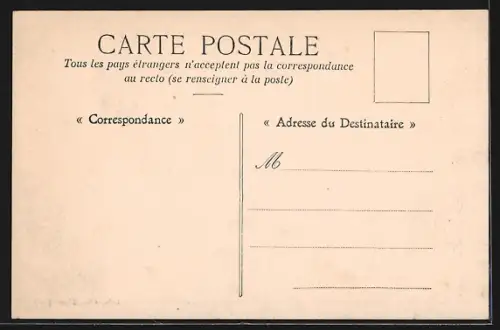 CARTE POSTALE
Tous les pays étrangers n'acceptent pas la correspondance
au recto (se renseigner à la poste)
« Correspondance »
« Adresse du Destinataire »
M